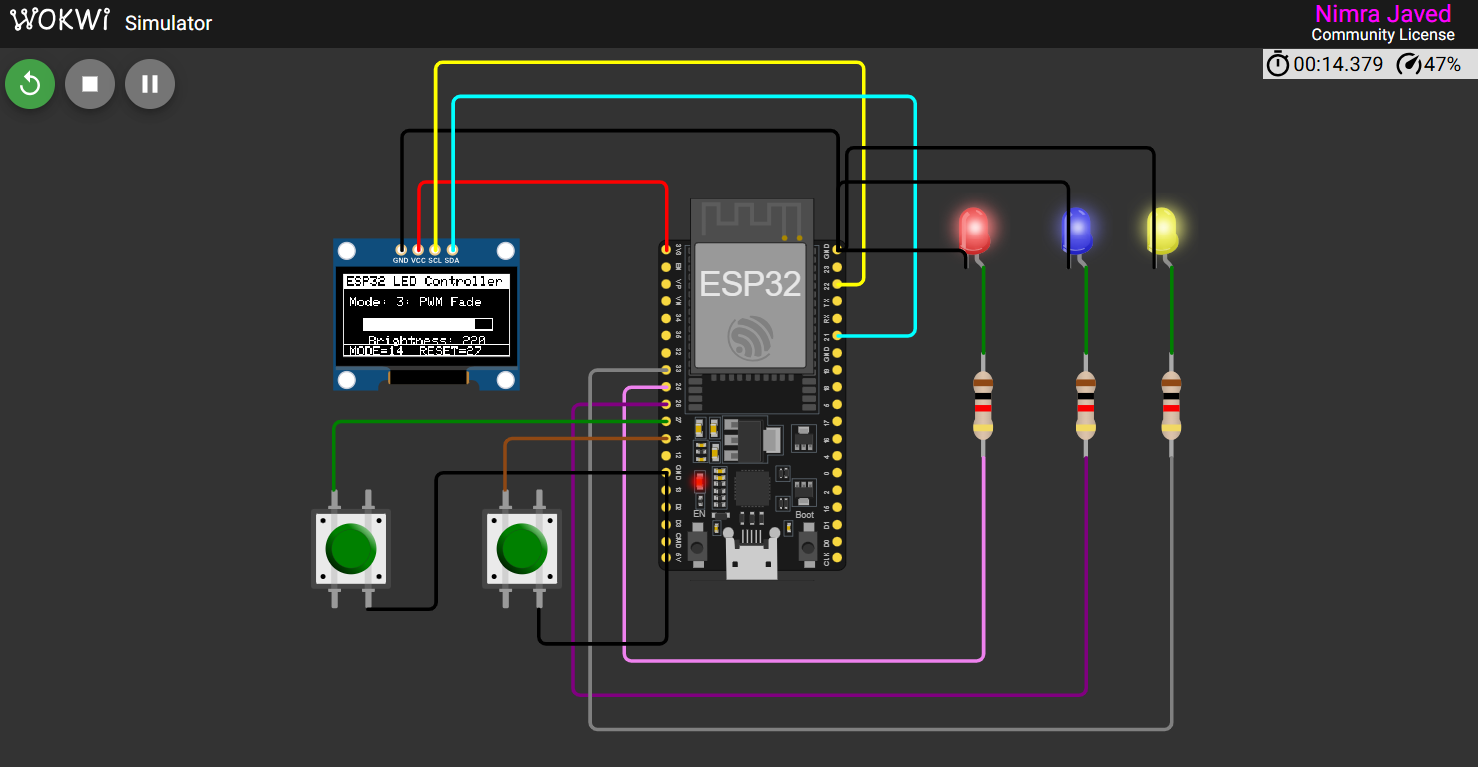 WOKWi Simulator
Nimra Javed
Community License
00:14.379 47%
GND VCC SCL SDA
ESP32 LED Controller
Mode: 3: PWM Fade
Brightness: 220
MODE=14 RESET=27
ESP32
3V3
EN
VP
VN
34
35
32
33
25
26
27
14
12
GND
13
D2
D3
CMD
5V
GND
23
22
TX
RX
21
GND
19
18
5
17
16
4
0
2
15
D1
D0
CLK
EN
Boot